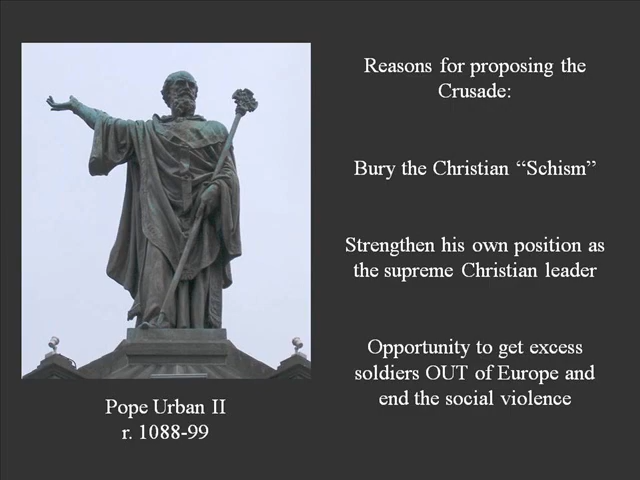 Reasons for proposing the
Crusade:
Bury the Christian “Schism”
Strengthen his own position as
the supreme Christian leader
Opportunity to get excess
soldiers OUT of Europe and
end the social violence
Pope Urban II
r. 1088-99